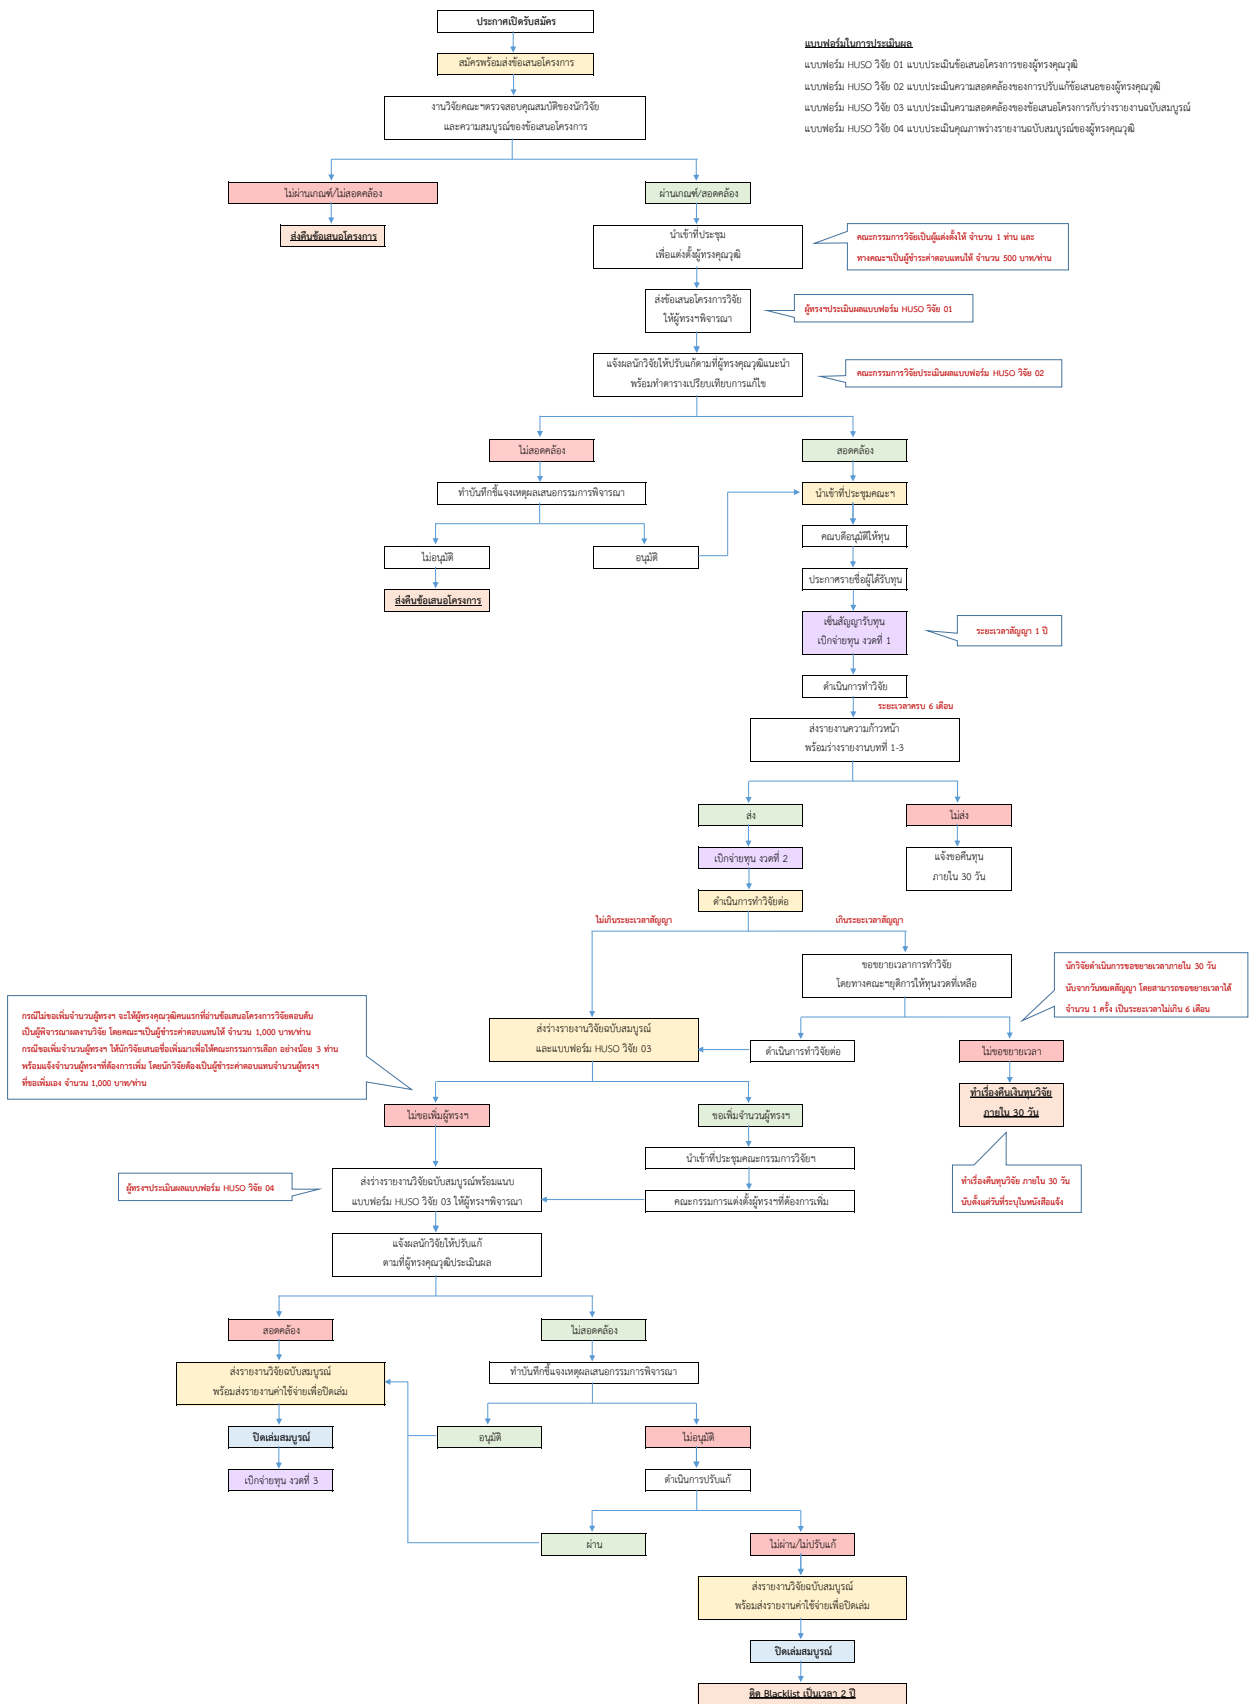 ประกาศเปิดรับสมัคร
สมัครพร้อมส่งข้อเสนอโครงการ
งานวิจัยคณะฯตรวจสอบคุณสมบัติของนักวิจัย
และความสมบูรณ์ของข้อเสนอโครงการ
แบบฟอร์มในการประเมินผล
แบบฟอร์ม HUSO วิจัย 01 แบบประเมินข้อเสนอโครงการของผู้ทรงคุณวุฒิ
แบบฟอร์ม HUSO วิจัย 02 แบบประเมินความสอดคล้องของการปรับแก้ข้อเสนอของผู้ทรงคุณวุฒิ
แบบฟอร์ม HUSO วิจัย 03 แบบประเมินความสอดคล้องของข้อเสนอโครงการกับร่างรายงานฉบับสมบูรณ์
แบบฟอร์ม HUSO วิจัย 04 แบบประเมินคุณภาพร่างรายงานฉบับสมบูรณ์ของผู้ทรงคุณวุฒิ
ไม่ผ่านเกณฑ์/ไม่สอดคล้อง
ผ่านเกณฑ์/สอดคล้อง
ส่งคืนข้อเสนอโครงการ
นำเข้าที่ประชุม
เพื่อแต่งตั้งผู้ทรงคุณวุฒิ
คณะกรรมการวิจัยเป็นผู้แต่งตั้งให้ จำนวน 1 ท่าน และ
ทางคณะฯเป็นผู้ชำระค่าตอบแทนให้ จำนวน 500 บาท/ท่าน
ส่งข้อเสนอโครงการวิจัย
ให้ผู้ทรงฯพิจารณา
ผู้ทรงฯประเมินผลแบบฟอร์ม HUSO วิจัย 01
แจ้งผลนักวิจัยให้ปรับแก้ตามที่ผู้ทรงคุณวุฒิแนะนำ
พร้อมทำตารางเปรียบเทียบการแก้ไข
คณะกรรมการวิจัยประเมินผลแบบฟอร์ม HUSO วิจัย 02
ไม่สอดคล้อง
สอดคล้อง
ทำบันทึกชี้แจงเหตุผลเสนอกรรมการพิจารณา
นำเข้าที่ประชุมคณะฯ
คณบดีอนุมัติให้ทุน
ไม่อนุมัติ
อนุมัติ
ประกาศรายชื่อผู้ได้รับทุน
ส่งคืนข้อเสนอโครงการ
เซ็นสัญญารับทุน
เบิกจ่ายทุน งวดที่ 1
ระยะเวลาสัญญา 1 ปี
ดำเนินการทำวิจัย
ระยะเวลาครบ 6 เดือน
ส่งรายงานความก้าวหน้า
พร้อมร่างรายงานบทที่ 1-3
ส่ง
ไม่ส่ง
เบิกจ่ายทุน งวดที่ 2
แจ้งขอคืนทุน
ภายใน 30 วัน
ดำเนินการทำวิจัยต่อ
ไม่เกินระยะเวลาสัญญา
เกินระยะเวลาสัญญา
ขอขยายเวลาการทำวิจัย
โดยทางคณะฯยุติการให้ทุนงวดที่เหลือ
นักวิจัยดำเนินการขอขยายเวลาภายใน 30 วัน
นับจากวันหมดสัญญา โดยสามารถขอขยายเวลาได้
จำนวน 1 ครั้ง เป็นระยะเวลาไม่เกิน 6 เดือน
กรณีไม่ขอเพิ่มจำนวนผู้ทรงฯ จะให้ผู้ทรงคุณวุฒิคนแรกที่อ่านข้อเสนอโครงการวิจัยตอนต้น
เป็นผู้พิจารณาผลงานวิจัย โดยคณะฯเป็นผู้ชำระค่าตอบแทนให้ จำนวน 1,000 บาท/ท่าน
กรณีขอเพิ่มจำนวนผู้ทรงฯ ให้นักวิจัยเสนอชื่อเพิ่มมาเพื่อให้คณะกรรมการเลือก อย่างน้อย 3 ท่าน
พร้อมแจ้งจำนวนผู้ทรงฯที่ต้องการเพิ่ม โดยนักวิจัยต้องเป็นผู้ชำระค่าตอบแทนจำนวนผู้ทรงฯ
ที่ขอเพิ่มเอง จำนวน 1,000 บาท/ท่าน
ส่งร่างรายงานวิจัยฉบับสมบูรณ์
และแบบฟอร์ม HUSO วิจัย 03
ดำเนินการทำวิจัยต่อ
ไม่ขอขยายเวลา
ทำเรื่องคืนเงินทุนวิจัย
ภายใน 30 วัน
ไม่ขอเพิ่มผู้ทรงฯ
ขอเพิ่มจำนวนผู้ทรงฯ
นำเข้าที่ประชุมคณะกรรมการวิจัยฯ
ผู้ทรงฯประเมินผลแบบฟอร์ม HUSO วิจัย 04
ส่งร่างรายงานวิจัยฉบับสมบูรณ์พร้อมแนบ
แบบฟอร์ม HUSO วิจัย 03 ให้ผู้ทรงฯพิจารณา
คณะกรรมการแต่งตั้งผู้ทรงฯที่ต้องการเพิ่ม
ทำเรื่องคืนทุนวิจัย ภายใน 30 วัน
นับตั้งแต่วันที่ระบุในหนังสือแจ้ง
แจ้งผลนักวิจัยให้ปรับแก้
ตามที่ผู้ทรงคุณวุฒิประเมินผล
สอดคล้อง
ไม่สอดคล้อง
ส่งรายงานวิจัยฉบับสมบูรณ์
พร้อมส่งรายงานค่าใช้จ่ายเพื่อปิดเล่ม
ทำบันทึกชี้แจงเหตุผลเสนอกรรมการพิจารณา
ปิดเล่มสมบูรณ์
อนุมัติ
ไม่อนุมัติ
เบิกจ่ายทุน งวดที่ 3
ดำเนินการปรับแก้
ผ่าน
ไม่ผ่าน/ไม่ปรับแก้
ส่งรายงานวิจัยฉบับสมบูรณ์
พร้อมส่งรายงานค่าใช้จ่ายเพื่อปิดเล่ม
ปิดเล่มสมบูรณ์
ติด Blacklist เป็นเวลา 2 ปี